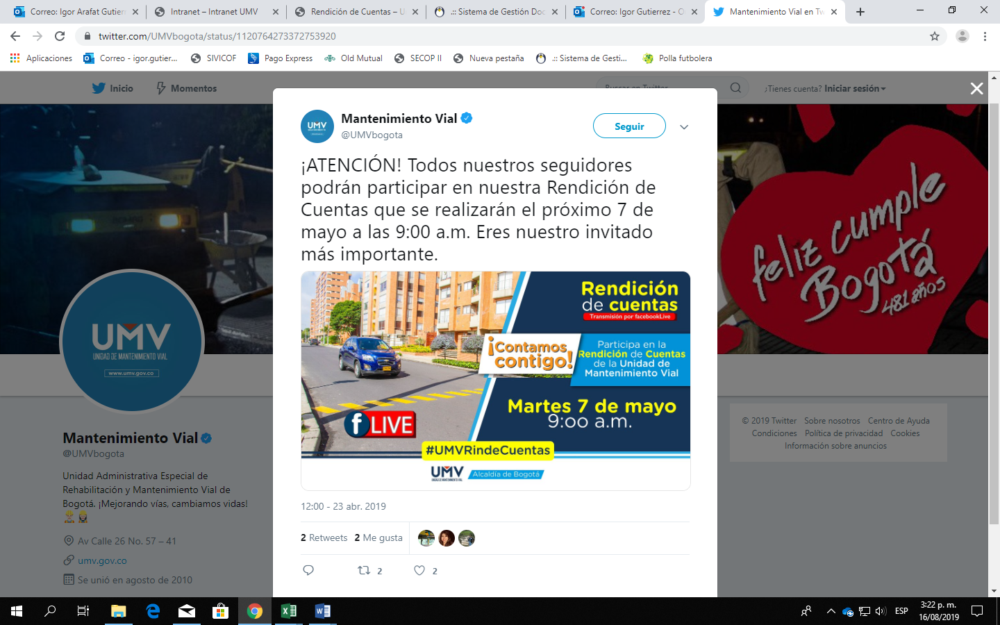 Correo: Igor Arafat Gutierr
Intranet – Intranet UMV
Rendición de Cuentas – U
.:: Sistema de Gestión Doc
Correo: Igor Gutierrez - O
Mantenimiento Vial en Tw
twitter.com/UMVbogota/status/1120764273372753920
Aplicaciones
Correo - igor.gutier...
SIVICOF
Pago Express
Old Mutual
SECOP II
Nueva pestaña
.:: Sistema de Gesti...
Polla futbolera
Inicio
Momentos
Buscar en Twitter
¿Tienes cuenta? Iniciar sesión
Mantenimiento Vial
@UMVbogota
Seguir
¡ATENCIÓN! Todos nuestros seguidores
podrán participar en nuestra Rendición de
Cuentas que se realizarán el próximo 7 de
mayo a las 9:00 a.m. Eres nuestro invitado
más importante.
Rendición
de cuentas
Transmisión por facebookLive
¡Contamos
contigo!
Participa en la
Rendición de Cuentas
de la Unidad de
Mantenimiento Vial
Martes 7 de mayo
9:00 a.m.
f LIVE
#UMVRindeCuentas
UMV
UNIDAD DE MANTENIMIENTO VIAL
Alcaldía de Bogotá
12:00 - 23 abr. 2019
2 Retweets 2 Me gusta
2
2
feliz cumple
Bogotá
481 años
UMV
UNIDAD DE MANTENIMIENTO VIAL
www.umv.gov.co
Mantenimiento Vial
@UMVbogota
Unidad Administrativa Especial de
Rehabilitación y Mantenimiento Vial de
Bogotá. ¡Mejorando vías, cambiamos vidas!
Av Calle 26 No. 57 – 41
umv.gov.co
Se unió en agosto de 2010
© 2019 Twitter Sobre nosotros Centro de Ayuda
Condiciones Política de privacidad Cookies
Información sobre anuncios
ESP
3:22 p. m.
16/08/2019